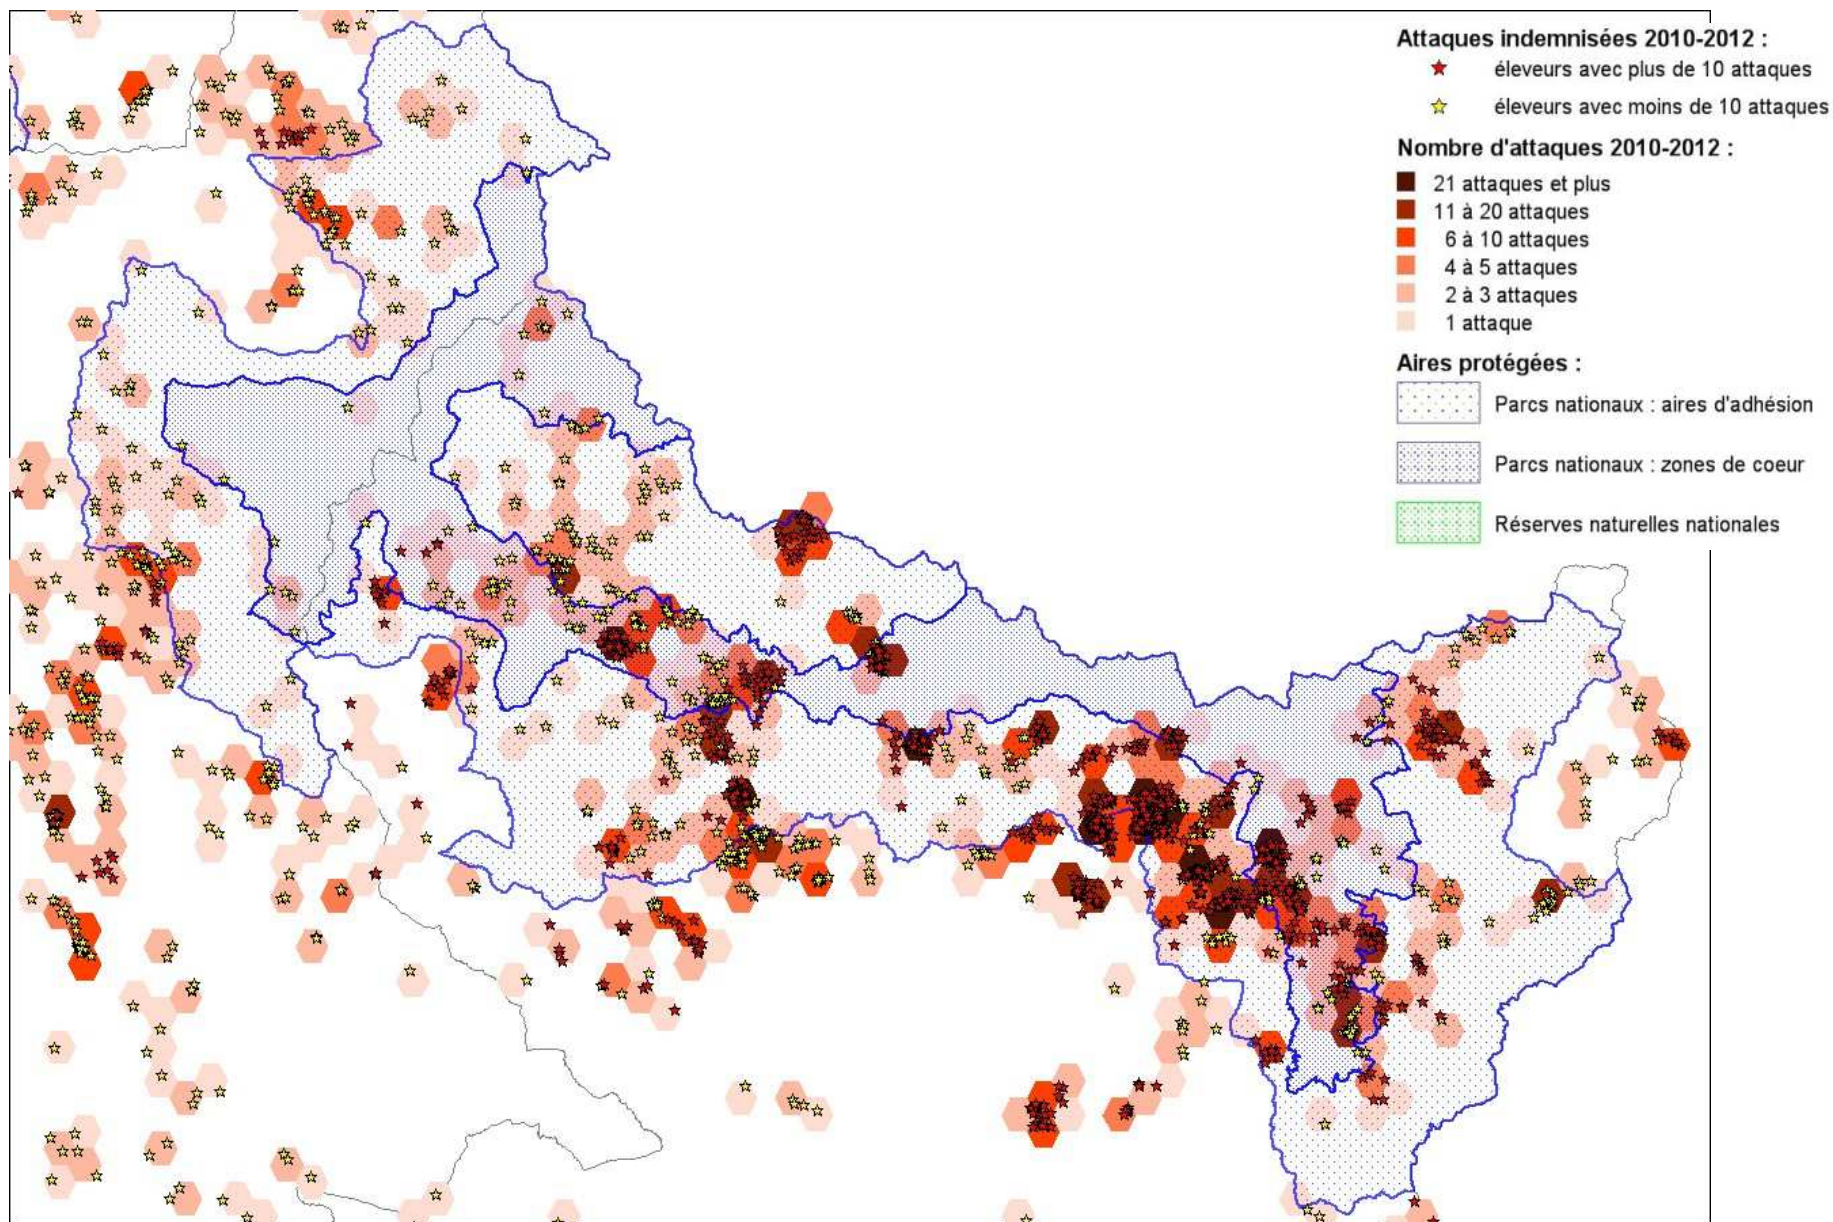 Attaques indemnisées 2010-2012 :
éleveurs avec plus de 10 attaques
éleveurs avec moins de 10 attaques
Nombre d'attaques 2010-2012 :
21 attaques et plus
11 à 20 attaques
6 à 10 attaques
4 à 5 attaques
2 à 3 attaques
1 attaque
Aires protégées :
Parcs nationaux : aires d'adhésion
Parcs nationaux : zones de coeur
Réserves naturelles nationales